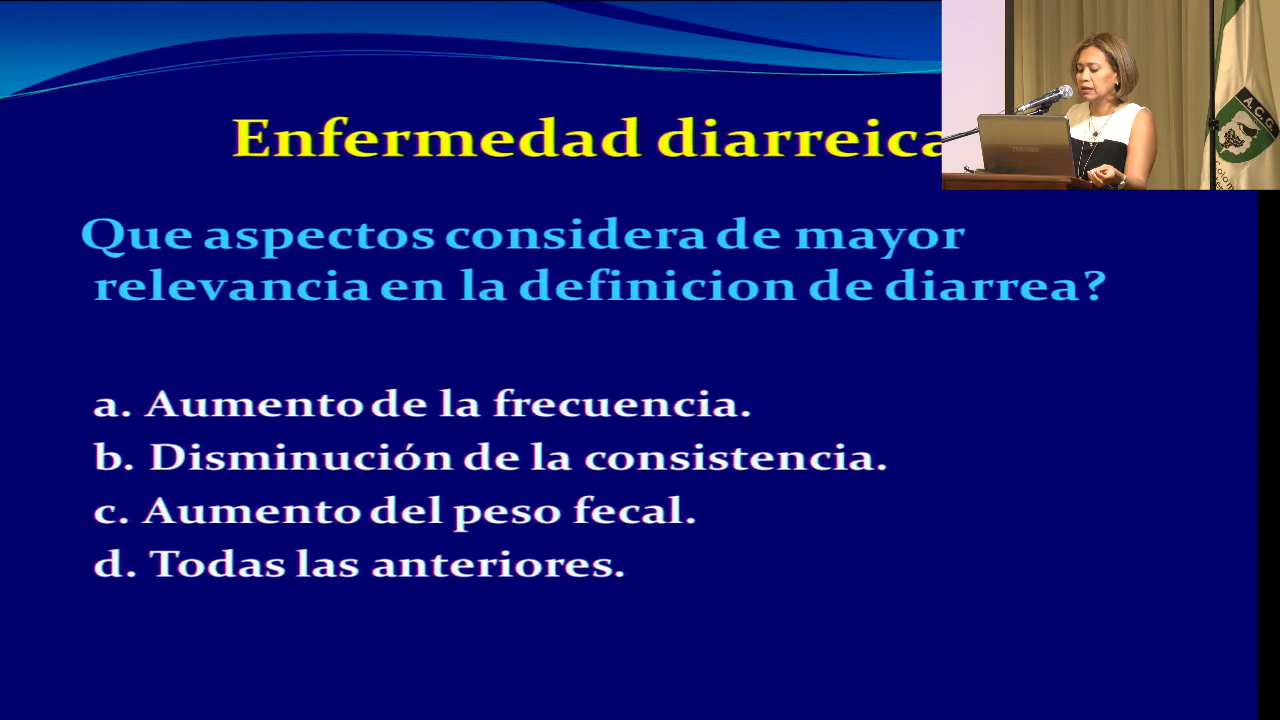 Enfermedad diarreica
Que aspectos considera de mayor
relevancia en la definicion de diarrea?
a. Aumento de la frecuencia.
b. Disminución de la consistencia.
c. Aumento del peso fecal.
d. Todas las anteriores.
TOSHIBA
A.C.G.